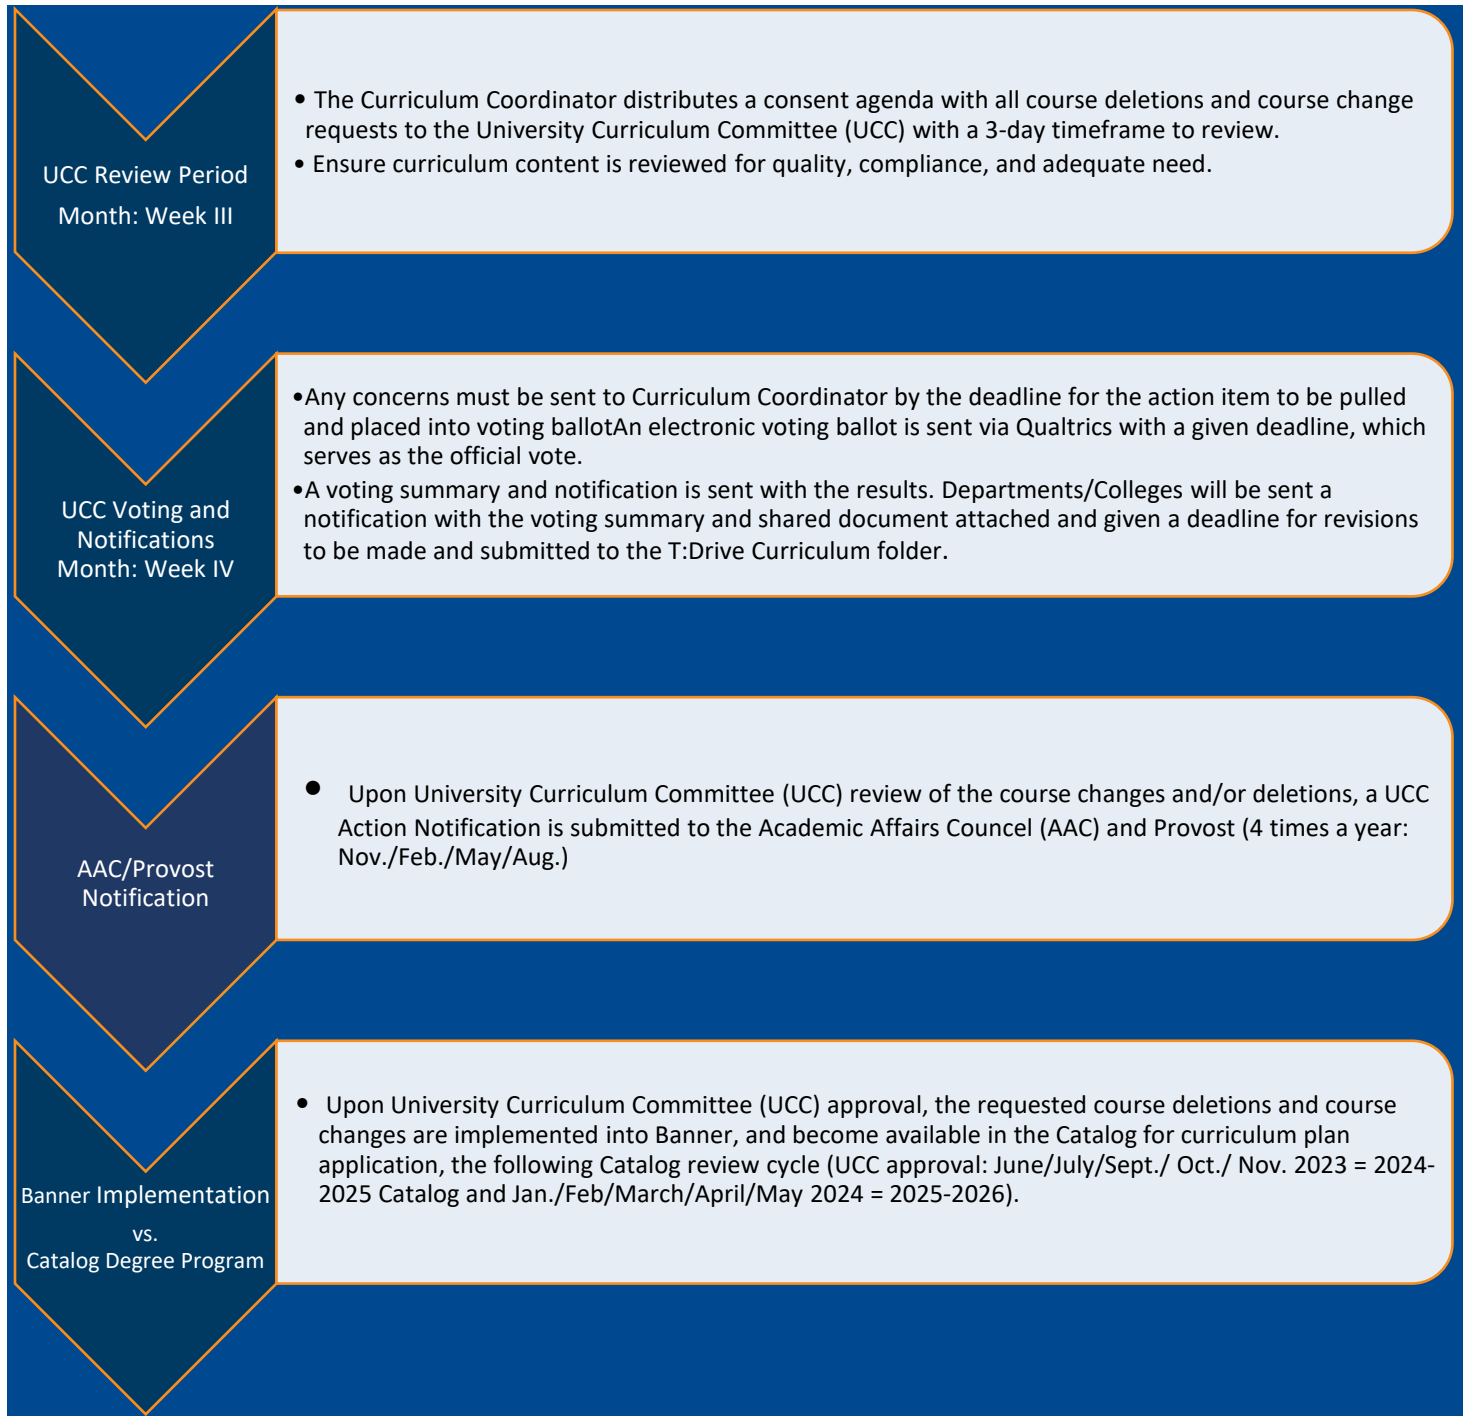 UCC Review Period
Month: Week III
• The Curriculum Coordinator distributes a consent agenda with all course deletions and course change
requests to the University Curriculum Committee (UCC) with a 3-day timeframe to review.
• Ensure curriculum content is reviewed for quality, compliance, and adequate need.
UCC Voting and
Notifications
Month: Week IV
•Any concerns must be sent to Curriculum Coordinator by the deadline for the action item to be pulled
and placed into voting ballotAn electronic voting ballot is sent via Qualtrics with a given deadline, which
serves as the official vote.
•A voting summary and notification is sent with the results. Departments/Colleges will be sent a
notification with the voting summary and shared document attached and given a deadline for revisions
to be made and submitted to the T:Drive Curriculum folder.
AAC/Provost
Notification
• Upon University Curriculum Committee (UCC) review of the course changes and/or deletions, a UCC
Action Notification is submitted to the Academic Affairs Councel (AAC) and Provost (4 times a year:
Nov./Feb./May/Aug.)
Banner Implementation
vs.
Catalog Degree Program
• Upon University Curriculum Committee (UCC) approval, the requested course deletions and course
changes are implemented into Banner, and become available in the Catalog for curriculum plan
application, the following Catalog review cycle (UCC approval: June/July/Sept./ Oct./ Nov. 2023 = 2024-
2025 Catalog and Jan./Feb/March/April/May 2024 = 2025-2026).